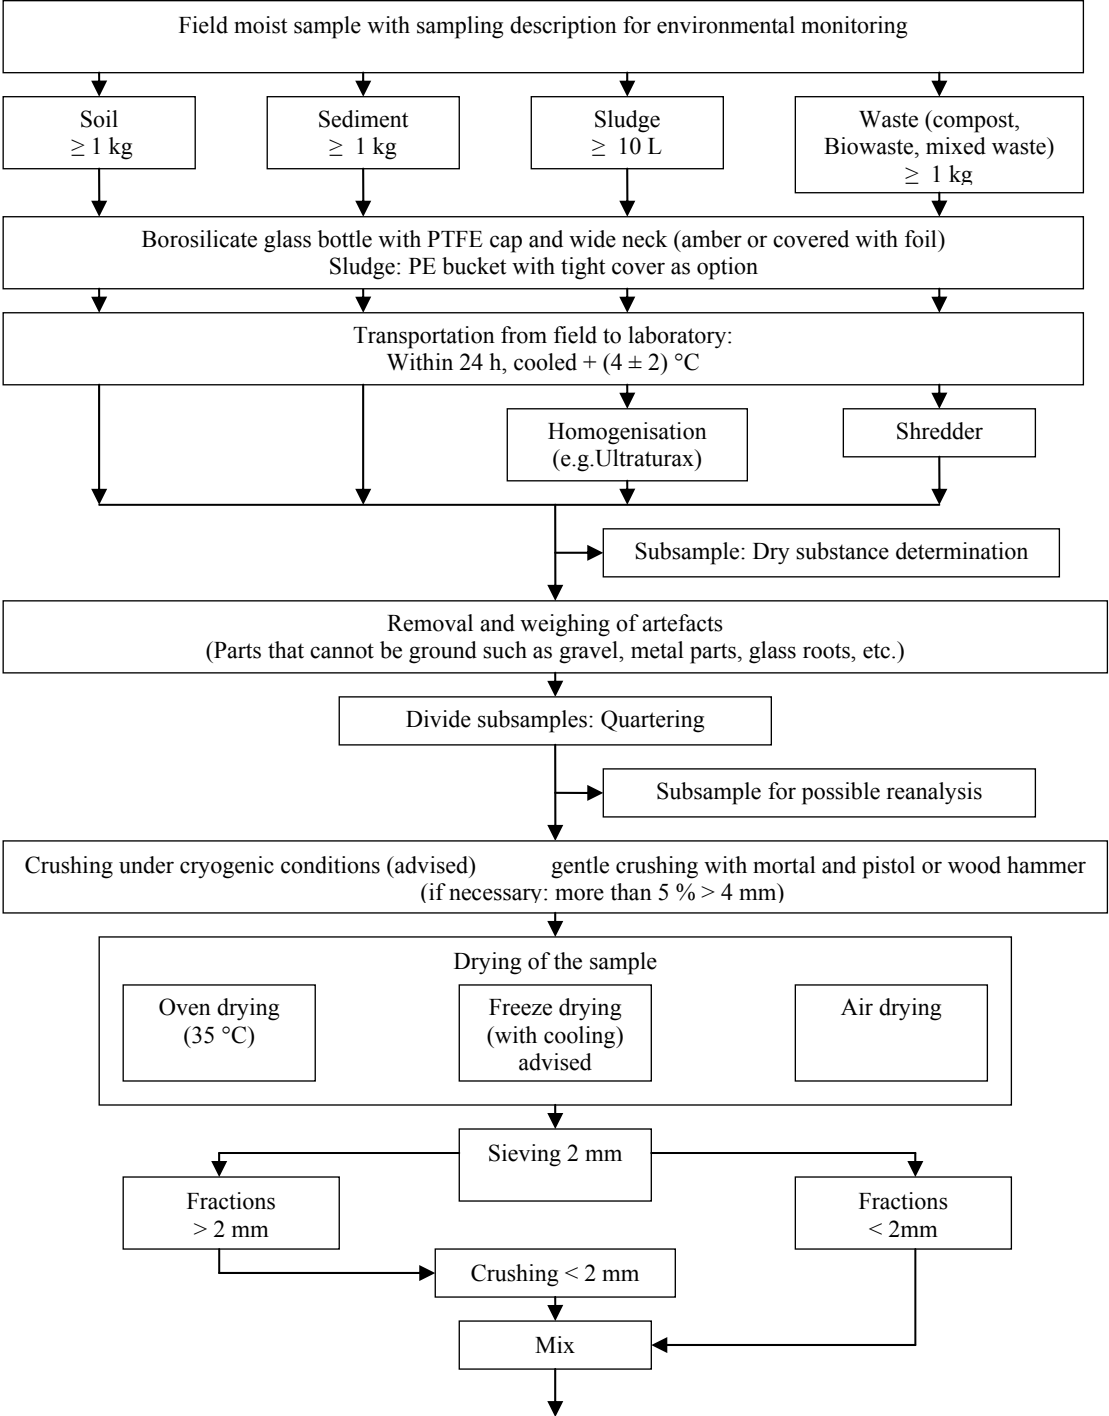 Field moist sample with sampling description for environmental monitoring
Soil
≥ 1 kg
Sediment
≥ 1 kg
Sludge
≥ 10 L
Waste (compost,
Biowaste, mixed waste)
≥ 1 kg
Borosilicate glass bottle with PTFE cap and wide neck (amber or covered with foil)
Sludge: PE bucket with tight cover as option
Transportation from field to laboratory:
Within 24 h, cooled + (4 ± 2) °C
Homogenisation
(e.g.Ultraturax)
Shredder
Subsample: Dry substance determination
Removal and weighing of artefacts
(Parts that cannot be ground such as gravel, metal parts, glass roots, etc.)
Divide subsamples: Quartering
Subsample for possible reanalysis
Crushing under cryogenic conditions (advised) gentle crushing with mortal and pistol or wood hammer
(if necessary: more than 5 % > 4 mm)
Drying of the sample
Oven drying
(35 °C)
Freeze drying
(with cooling)
advised
Air drying
Sieving 2 mm
Fractions
> 2 mm
Fractions
< 2mm
Crushing < 2 mm
Mix